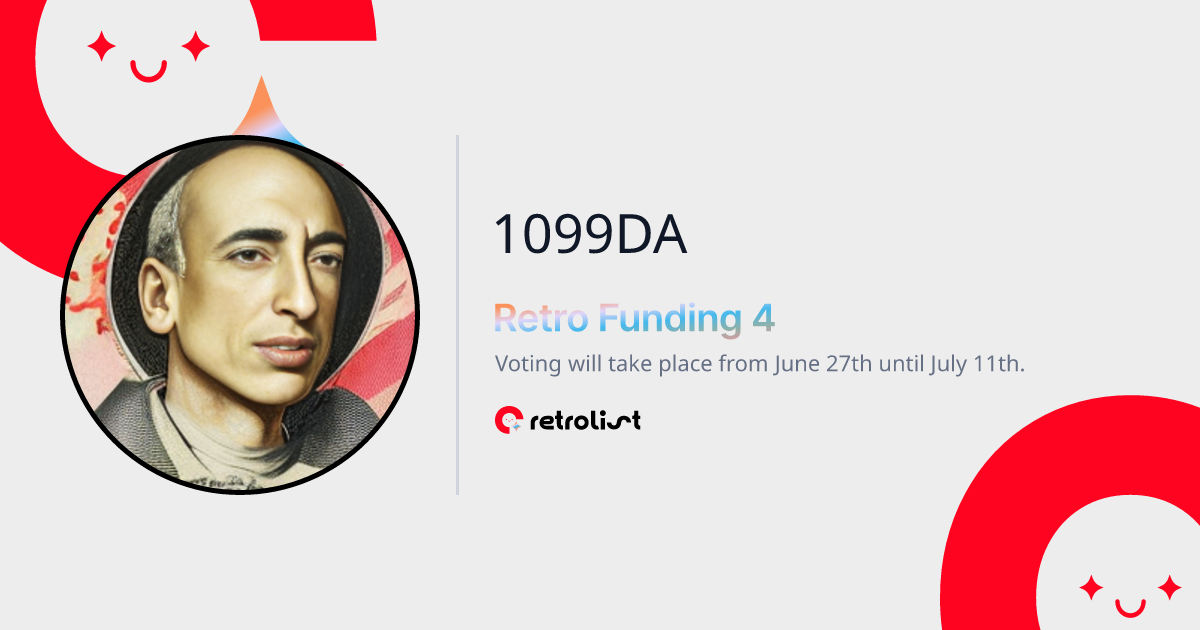 1099DA
Retro Funding 4
Voting will take place from June 27th until July 11th.
retrolist